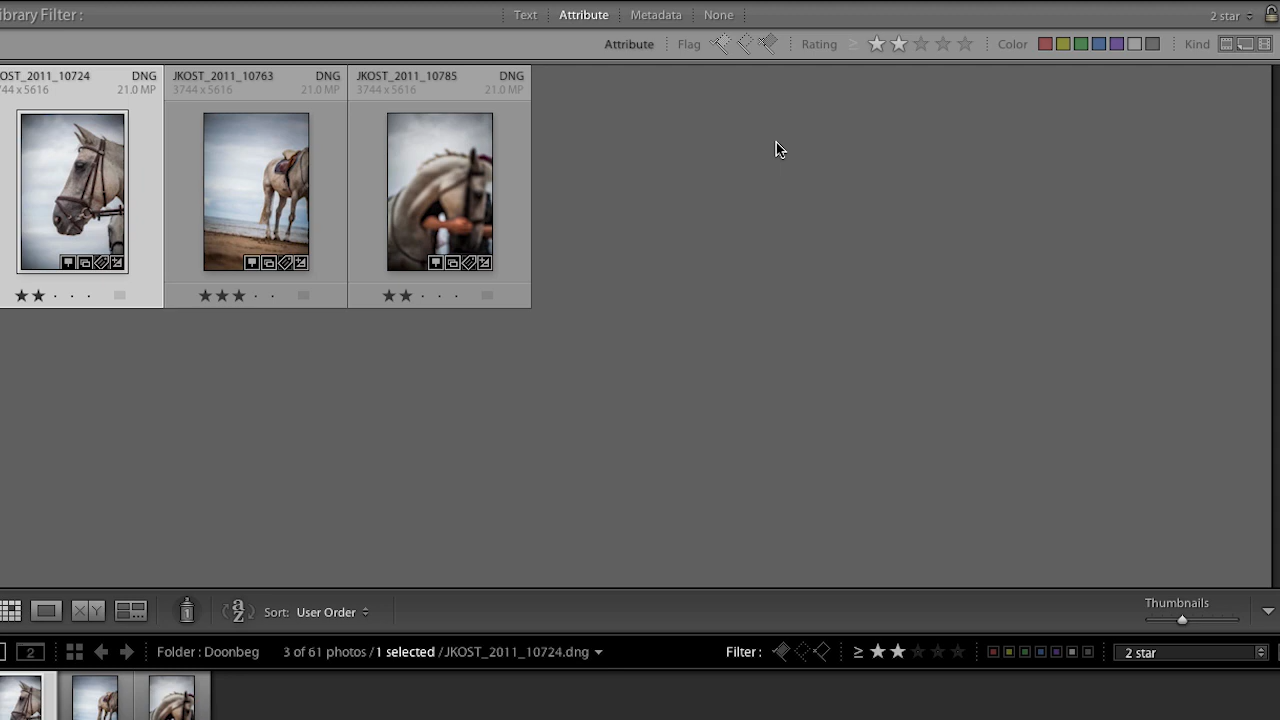 ibrary Filter :
Text
Attribute
Metadata
None
2 star
Attribute
Flag
Rating
≥
Color
Kind
OST_2011_10724
DNG
744 x 5616
21.0 MP
JKOST_2011_10763
DNG
3744 x 5616
21.0 MP
JKOST_2011_10785
DNG
3744 x 5616
21.0 MP
X Y
1
a
z
Sort:
User Order
Thumbnails
2
Folder : Doonbeg
3 of 61 photos / 1 selected / JKOST_2011_10724.dng
Filter :
≥
2 star